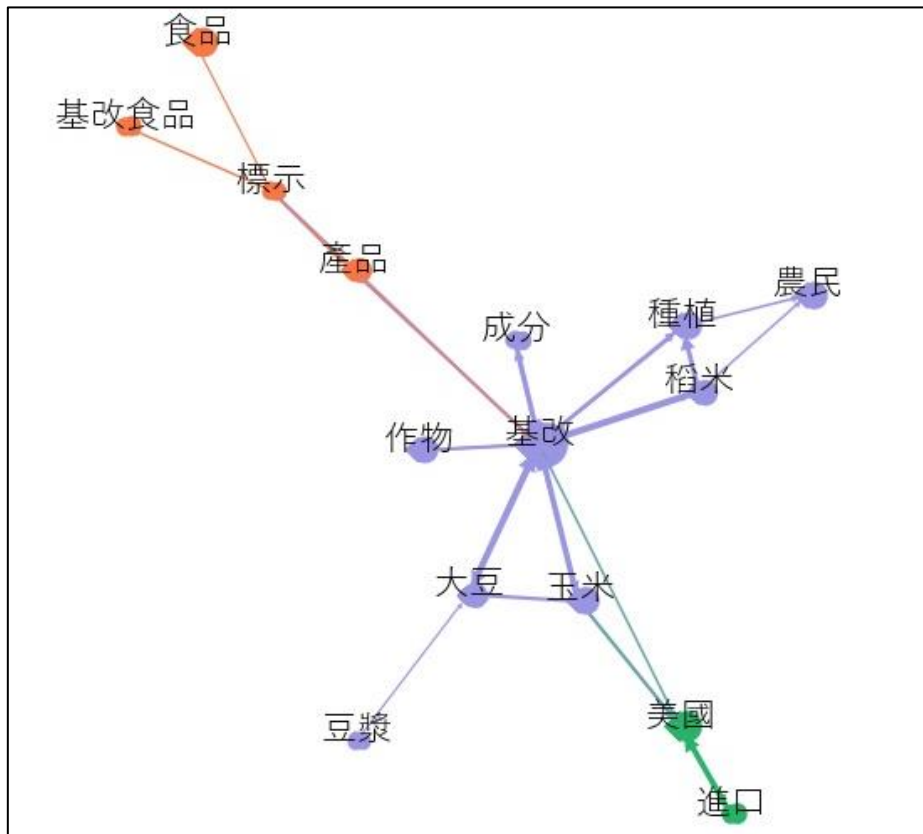 食品
基改食品
標示
產品
農民
種植
成分
稻米
基改
作物
大豆
玉米
美國
豆漿
進口